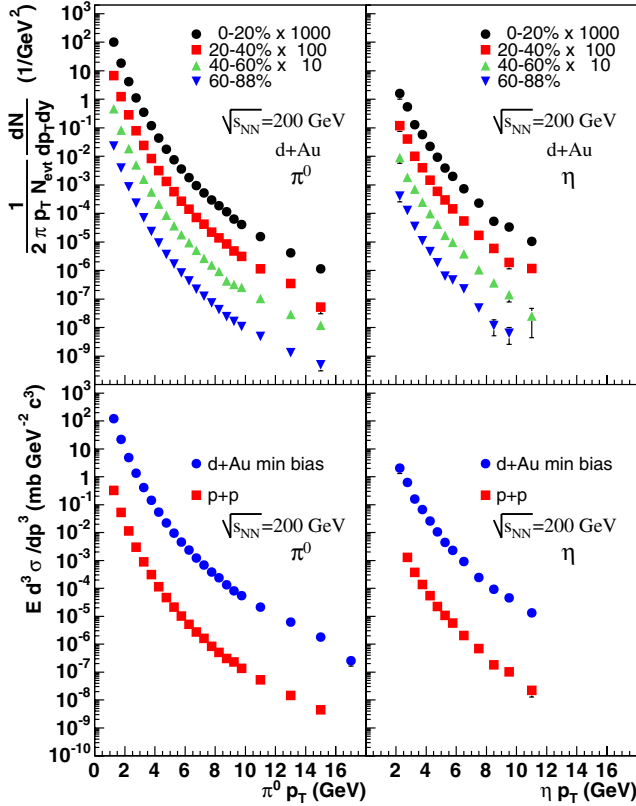 10³
10²
10
1
10⁻¹
10⁻²
10⁻³
10⁻⁴
10⁻⁵
10⁻⁶
10⁻⁷
10⁻⁸
10⁻⁹
1 / 2 π p_T N_evt dN / dp_T dy (1/GeV²)
0-20% x 1000
20-40% x 100
40-60% x 10
60-88%
√s_NN=200 GeV
d+Au
π⁰
0-20% x 1000
20-40% x 100
40-60% x 10
60-88%
√s_NN=200 GeV
d+Au
η
10³
10²
10
1
10⁻¹
10⁻²
10⁻³
10⁻⁴
10⁻⁵
10⁻⁶
10⁻⁷
10⁻⁸
10⁻⁹
10⁻¹⁰
E d³ σ /dp³ (mb GeV⁻² c³)
d+Au min bias
p+p
√s_NN=200 GeV
π⁰
d+Au min bias
p+p
√s_NN=200 GeV
η
0 2 4 6 8 10 12 14 16
2 4 6 8 10 12 14 16
π⁰ p_T (GeV)
η p_T (GeV)